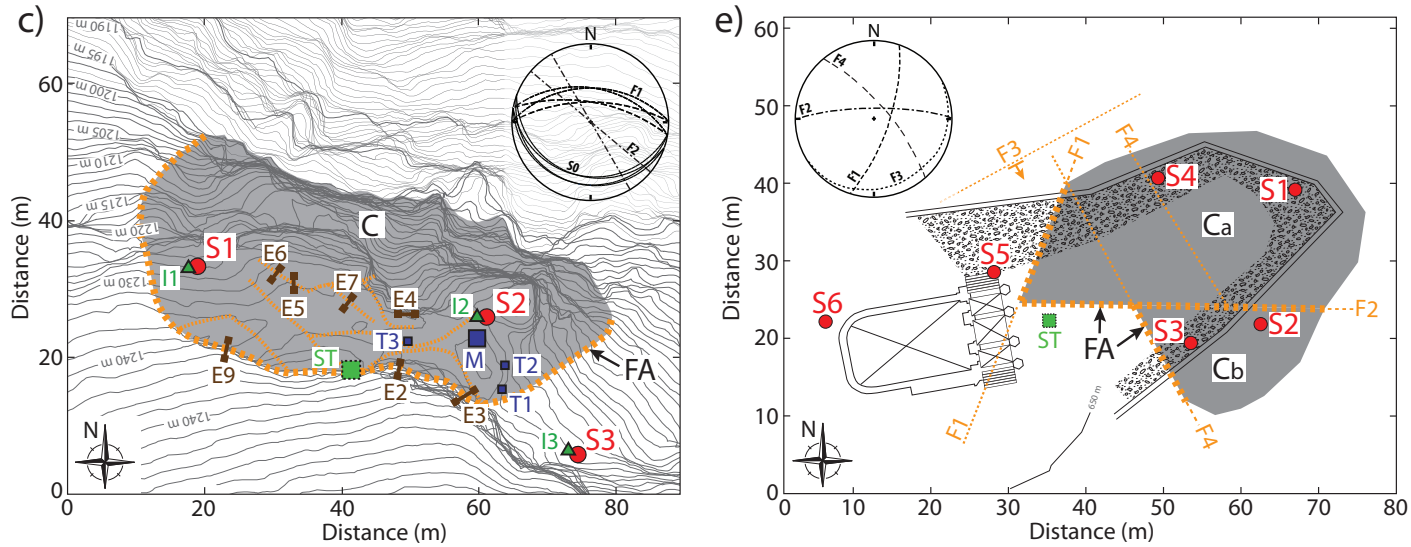 c)
1190 m
1195 m
1200 m
1205 m
1210 m
1215 m
1220 m
1230 m
1240 m
1240 m
N
F1
F2
S0
C
S1
I1
E6
E5
E7
E4
I2
S2
T3
M
T2
T1
ST
E9
E2
E3
FA
I3
S3
N
60
40
20
0
0
20
40
60
80
Distance (m)
Distance (m)
e)
N
F4
F2
F1
F3
F3
F1
F4
S4
S1
Ca
S5
S6
ST
FA
S3
S2
F2
Cb
F1
F4
650 m
N
60
50
40
30
20
10
0
0
10
20
30
40
50
60
70
80
Distance (m)
Distance (m)